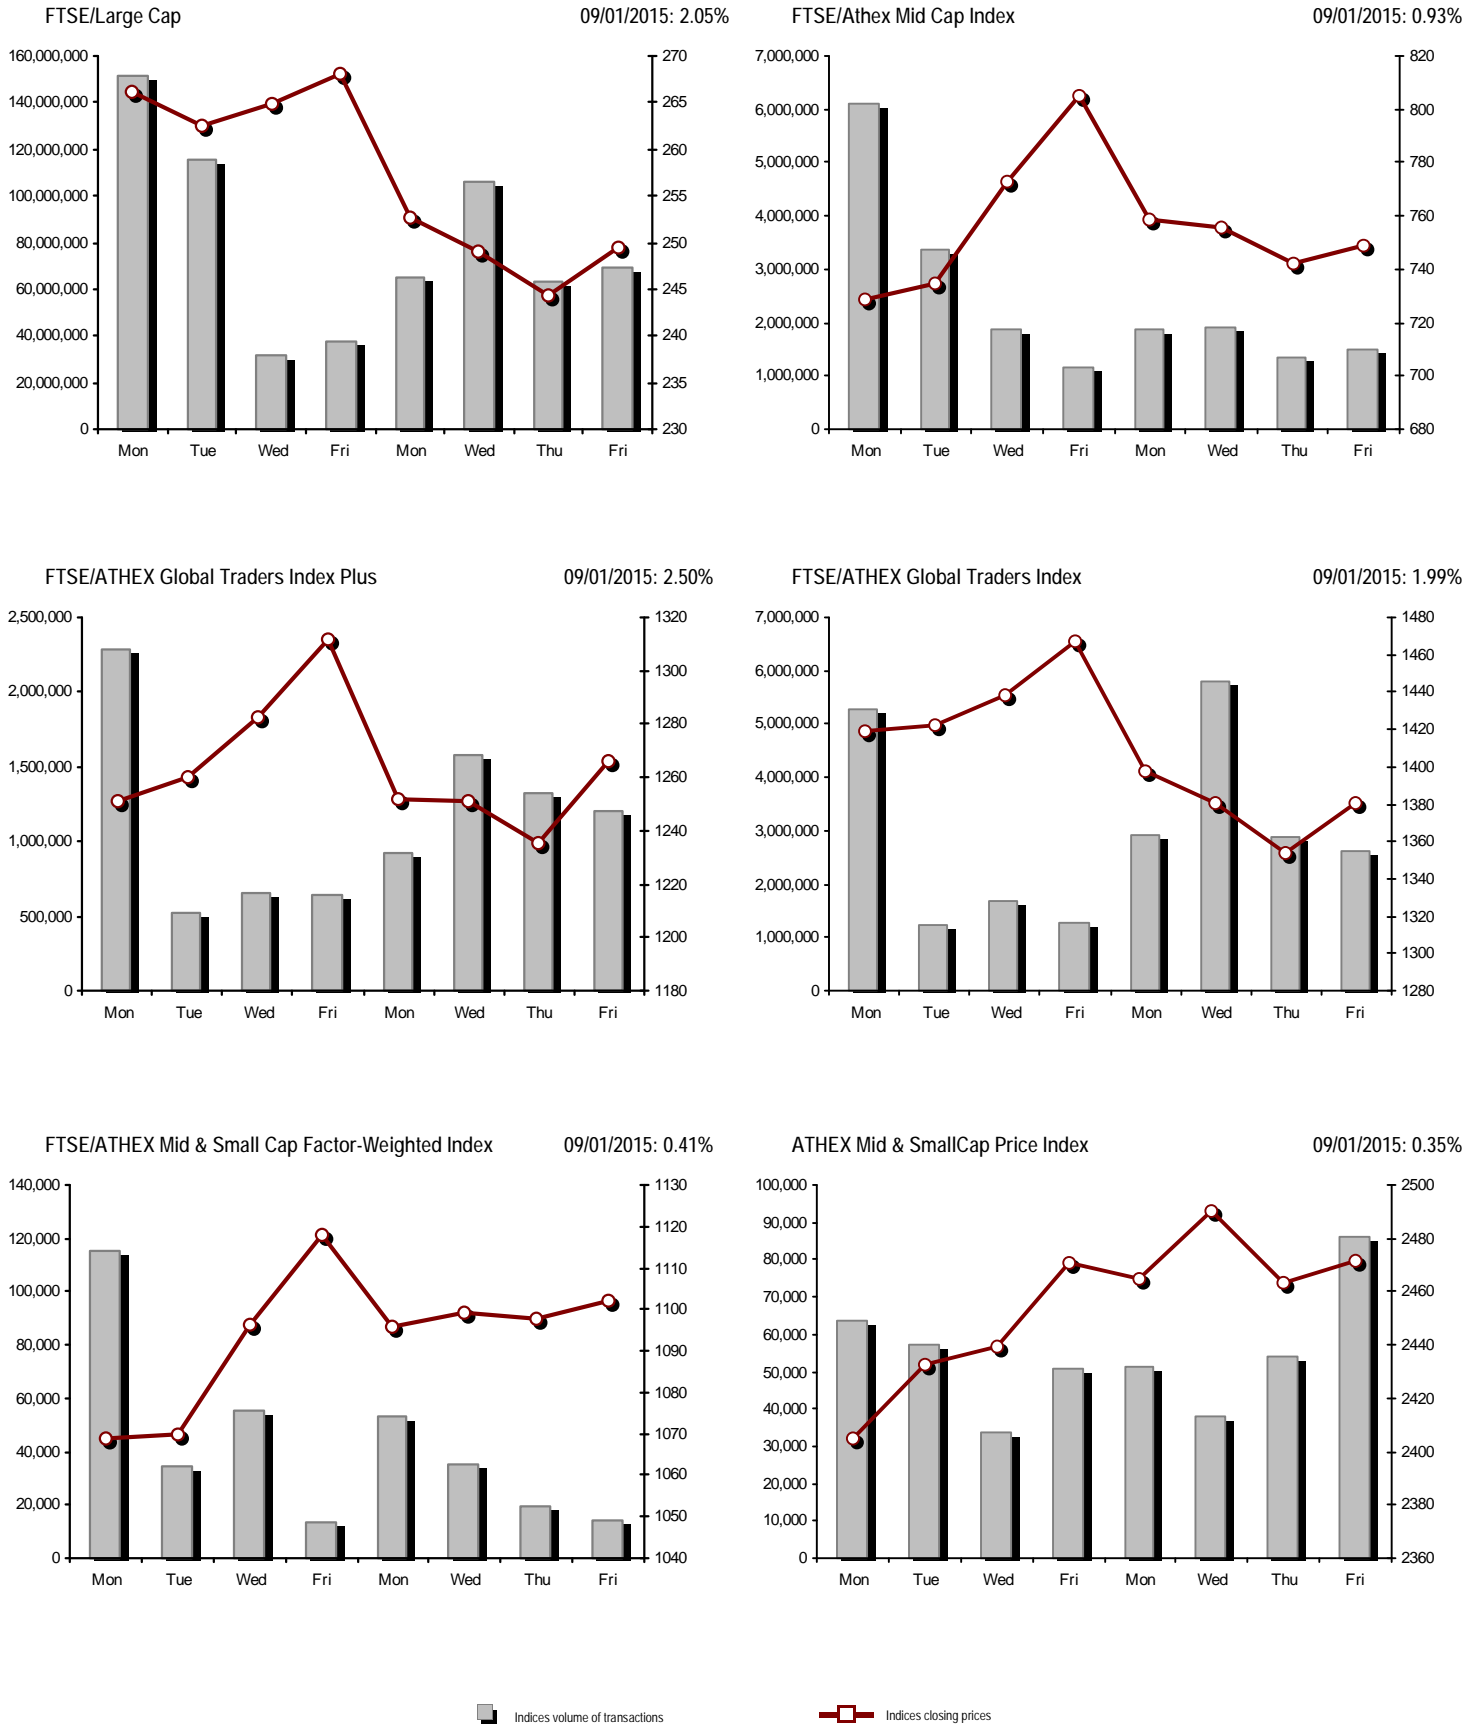 FTSE/Large Cap 09/01/2015: 2.05% FTSE/Athex Mid Cap Index 09/01/2015: 0.93%
160,000,000 270 7,000,000 820
140,000,000 265 6,000,000 800
120,000,000 260 5,000,000 780
100,000,000 255 4,000,000 760
80,000,000 250 3,000,000 740
60,000,000 245 2,000,000 720
40,000,000 240 1,000,000 700
20,000,000 235
0 230 0 680
Mon Tue Wed Fri Mon Wed Thu Fri Mon Tue Wed Fri Mon Wed Thu Fri
FTSE/ATHEX Global Traders Index Plus 09/01/2015: 2.50% FTSE/ATHEX Global Traders Index 09/01/2015: 1.99%
2,500,000 1320 7,000,000 1480
2,000,000 1300 6,000,000 1460
1,500,000 1280 5,000,000 1440
1,000,000 1260 4,000,000 1420
500,000 1240 3,000,000 1400
1220 2,000,000 1380
1200 1,000,000 1360
1340
1320
1300
0 1180 0 1280
Mon Tue Wed Fri Mon Wed Thu Fri Mon Tue Wed Fri Mon Wed Thu Fri
FTSE/ATHEX Mid & Small Cap Factor-Weighted Index 09/01/2015: 0.41% ATHEX Mid & SmallCap Price Index 09/01/2015: 0.35%
140,000 1130 100,000 2500
120,000 1120 90,000 2480
100,000 1110 80,000 2460
80,000 1100 70,000 2440
60,000 1090 60,000 2420
40,000 1080 50,000 2400
20,000 1070 40,000 2380
1060 30,000
1050 20,000
10,000
0 1040 0 2360
Mon Tue Wed Fri Mon Wed Thu Fri Mon Tue Wed Fri Mon Wed Thu Fri
Indices volume of transactions Indices closing prices